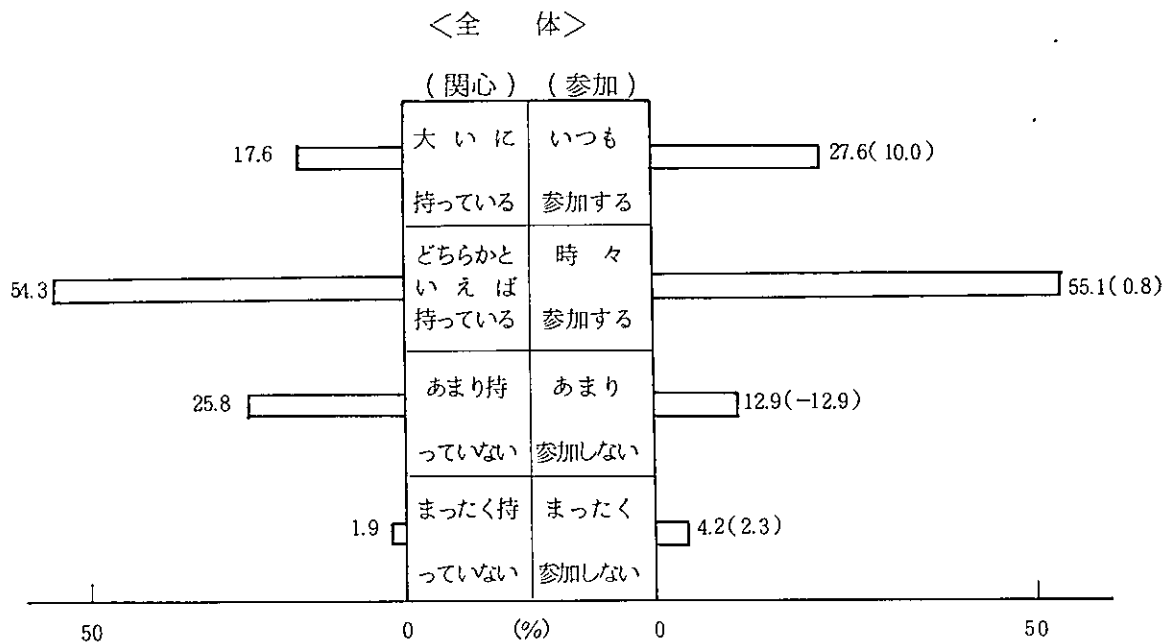 ＜全　　体＞
(関心) (参加)
大いに
持っている
いつも
参加する
17.6
27.6(10.0)
どちらかと
いえば
持っている
時々
参加する
54.3
55.1(0.8)
あまり持
っていない
あまり
参加しない
25.8
12.9(−12.9)
まったく持
っていない
まったく
参加しない
1.9
4.2(2.3)
50 0 (%) 0 50